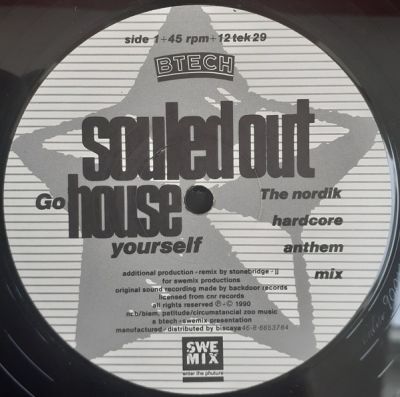 side 1+45 rpm+12 tek 29
BTECH
souled out
Go house yourself
The nordik
hardcore
anthem
mix
additional production - remix by stonebridge - jj
for swemix productions
original sound recording made by backdoor records
licensed from cnr records
all rights reserved ℗ - © 1990
ncb/biem. patitude/circumstancial zoo music
a btech - swemix presentation
manufactured - distributed by biscaya 46-8-6653784
SWE
MIX
enter the phuture